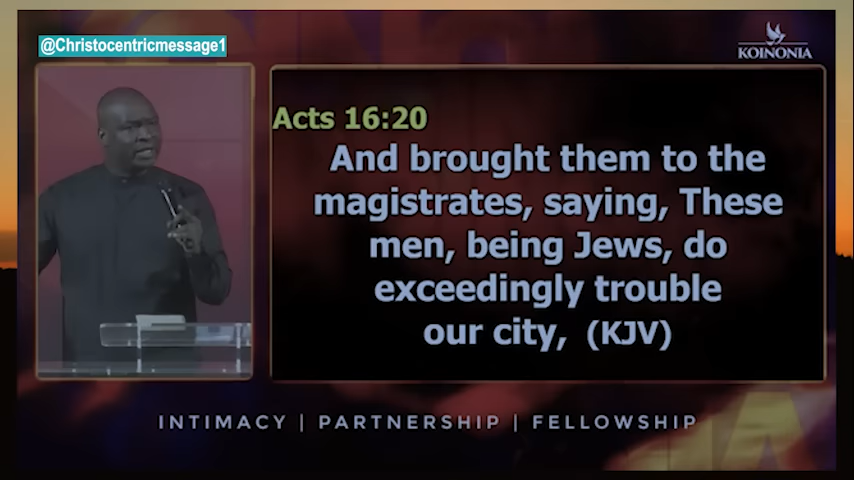 @Christocentricmessage1
KOINONIA
Acts 16:20
And brought them to the
magistrates, saying, These
men, being Jews, do
exceedingly trouble
our city, (KJV)
INTIMACY | PARTNERSHIP | FELLOWSHIP